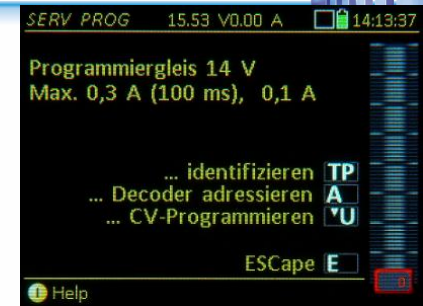 SERV PROG 15.53 V0.00 A 14:13:37
Programmiergleis 14 V
Max. 0,3 A (100 ms), 0,1 A
... identifizieren TP
... Decoder adressieren A
... CV-Programmieren ▾U
ESCape E
0
i Help